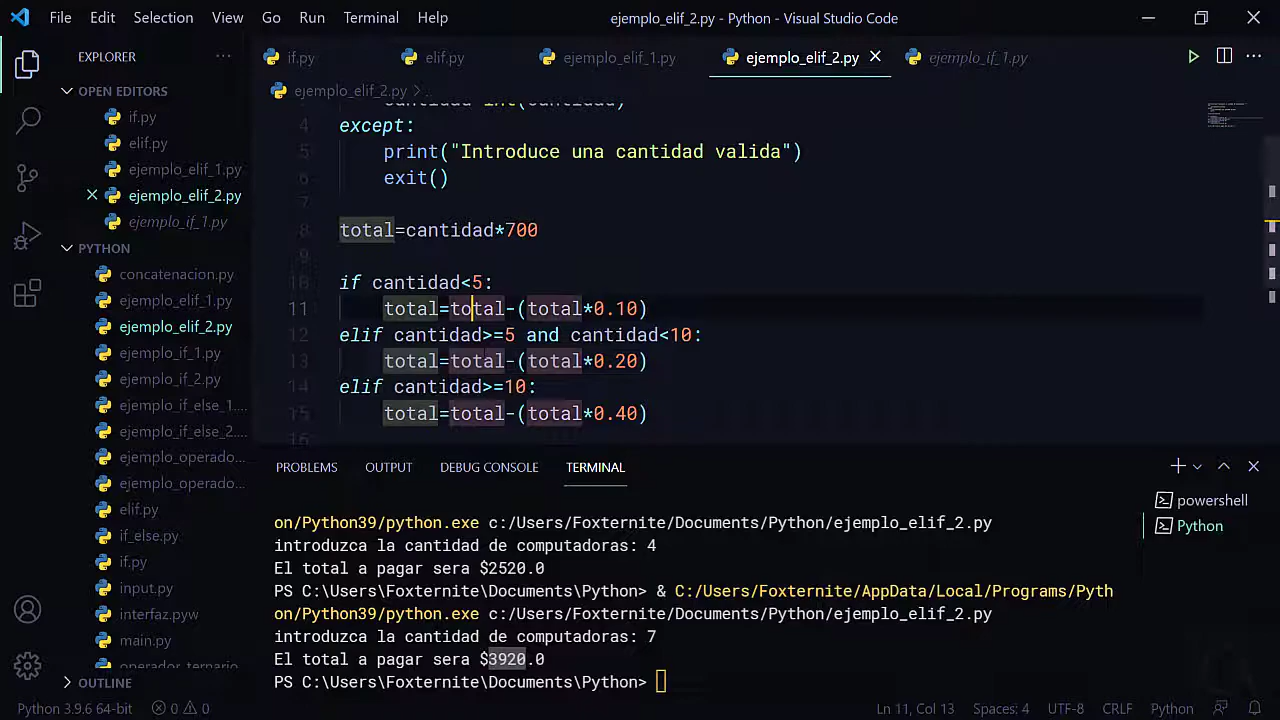 File Edit Selection View Go Run Terminal Help ejemplo_elif_2.py - Python - Visual Studio Code
EXPLORER ···
if.py elif.py ejemplo_elif_1.py ejemplo_elif_2.py ejemplo_if_1.py
OPEN EDITORS
if.py
elif.py
ejemplo_elif_1.py
ejemplo_elif_2.py
ejemplo_if_1.py
PYTHON
concatenacion.py
ejemplo_elif_1.py
ejemplo_elif_2.py
ejemplo_if_1.py
ejemplo_if_2.py
ejemplo_if_else_1....
ejemplo_if_else_2....
ejemplo_operado...
ejemplo_operado...
elif.py
if_else.py
if.py
input.py
interfaz.pyw
main.py
operador_ternario
OUTLINE
ejemplo_elif_2.py > ..
cantidad int(cantidad)
4 except:
5 print("Introduce una cantidad valida")
6 exit()
7
8 total=cantidad*700
9
10 if cantidad<5:
11 total=total-(total*0.10)
12 elif cantidad>=5 and cantidad<10:
13 total=total-(total*0.20)
14 elif cantidad>=10:
15 total=total-(total*0.40)
16
PROBLEMS OUTPUT DEBUG CONSOLE TERMINAL
on/Python39/python.exe c:/Users/Foxternite/Documents/Python/ejemplo_elif_2.py
introduzca la cantidad de computadoras: 4
El total a pagar sera $2520.0
PS C:\Users\Foxternite\Documents\Python> & C:/Users/Foxternite/AppData/Local/Programs/Pyth
on/Python39/python.exe c:/Users/Foxternite/Documents/Python/ejemplo_elif_2.py
introduzca la cantidad de computadoras: 7
El total a pagar sera $3920.0
PS C:\Users\Foxternite\Documents\Python>
powershell
Python
Python 3.9.6 64-bit 0 0 Ln 11, Col 13 Spaces: 4 UTF-8 CRLF Python